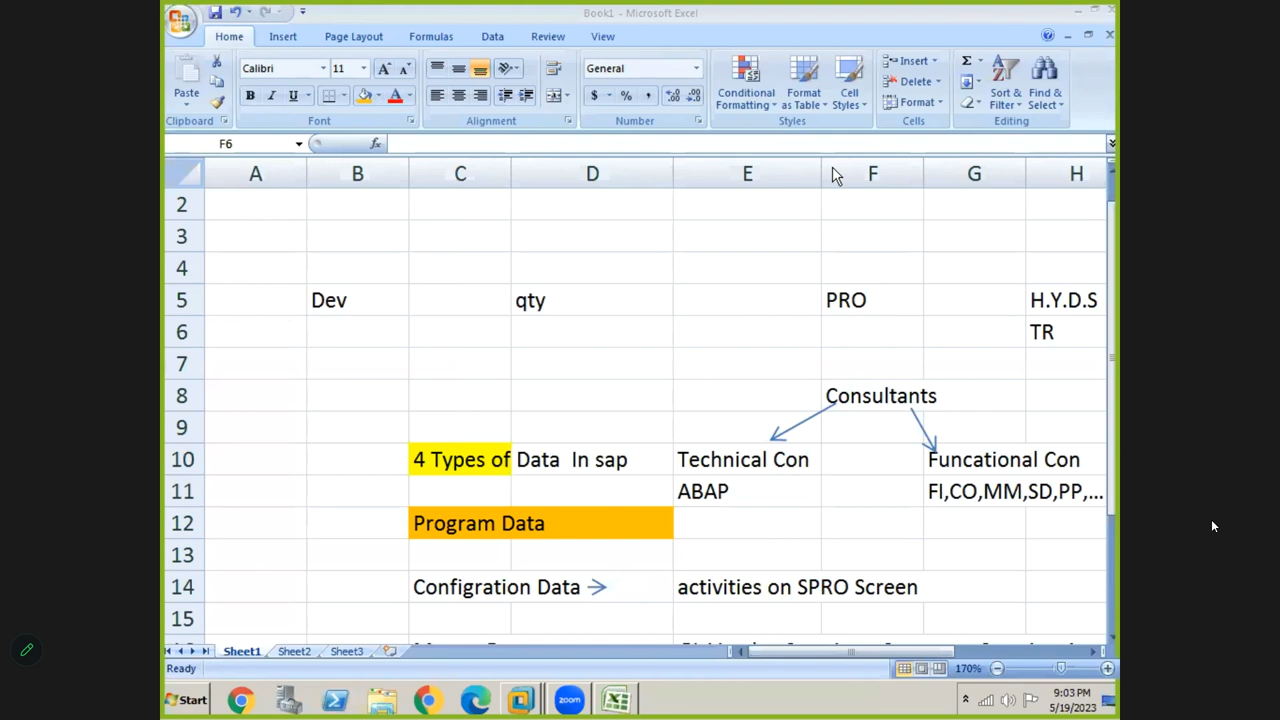 Book1 - Microsoft Excel
Home Insert Page Layout Formulas Data Review View
Paste
Calibri 11
B I U
General
$ % ,
Conditional Formatting
Format as Table
Cell Styles
Insert
Delete
Format
Σ
Sort & Filter
Find & Select
Clipboard Font Alignment Number Styles Cells Editing
F6 fx
A B C D E F G H
2
3
4
5 Dev qty PRO H.Y.D.S
6 TR
7
8 Consultants
9
10 4 Types of Data In sap Technical Con Funcational Con
11 ABAP FI,CO,MM,SD,PP,...
12 Program Data
13
14 Configration Data activities on SPRO Screen
15
Sheet1 Sheet2 Sheet3
Ready 170%
Start zoom 9:03 PM
5/19/2023